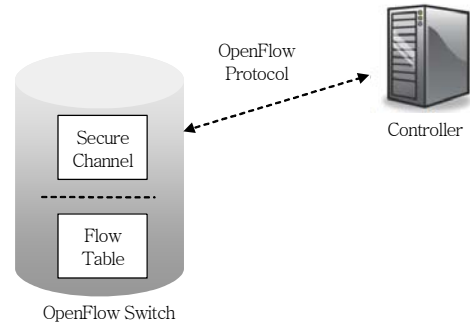 OpenFlow
Protocol
Controller
Secure
Channel
Flow
Table
OpenFlow Switch